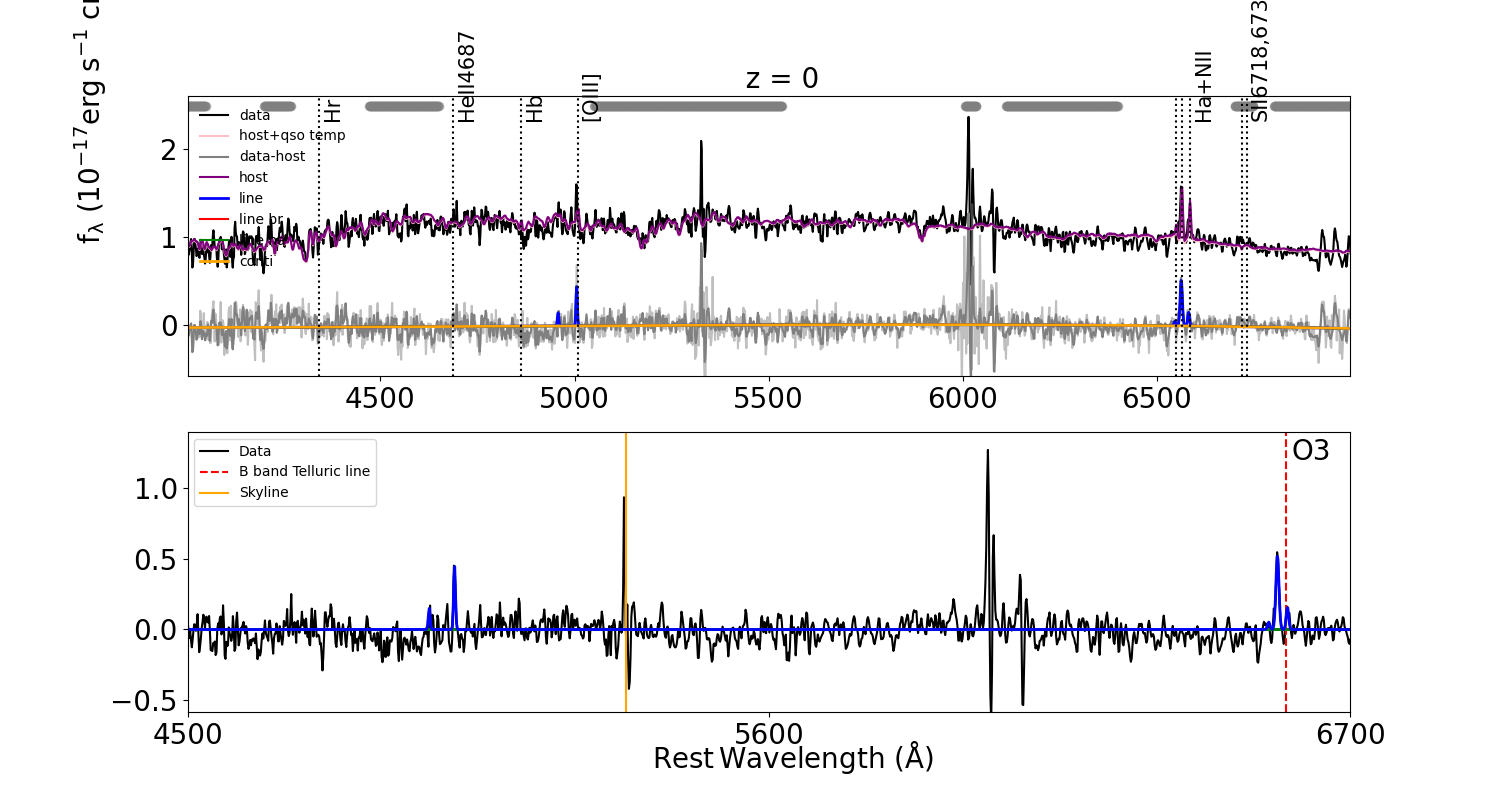 z = 0
f_λ (10⁻¹⁷erg s⁻¹ c
Hr
HeII4687
Hb
[OIII]
Ha+NII
SII6718,673
data
host+qso temp
data-host
host
line
line br
conti
2
1
0
4500
5000
5500
6000
6500
Data
B band Telluric line
Skyline
O3
1.0
0.5
0.0
−0.5
4500
5600
6700
Rest Wavelength (Å)